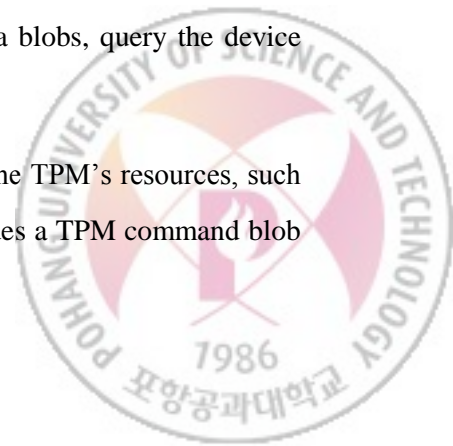 a blobs, query the device
POHANG UNIVERSITY OF SCIENCE AND TECHNOLOGY
he TPM's resources, such
es a TPM command blob
1986
포항공과대학교